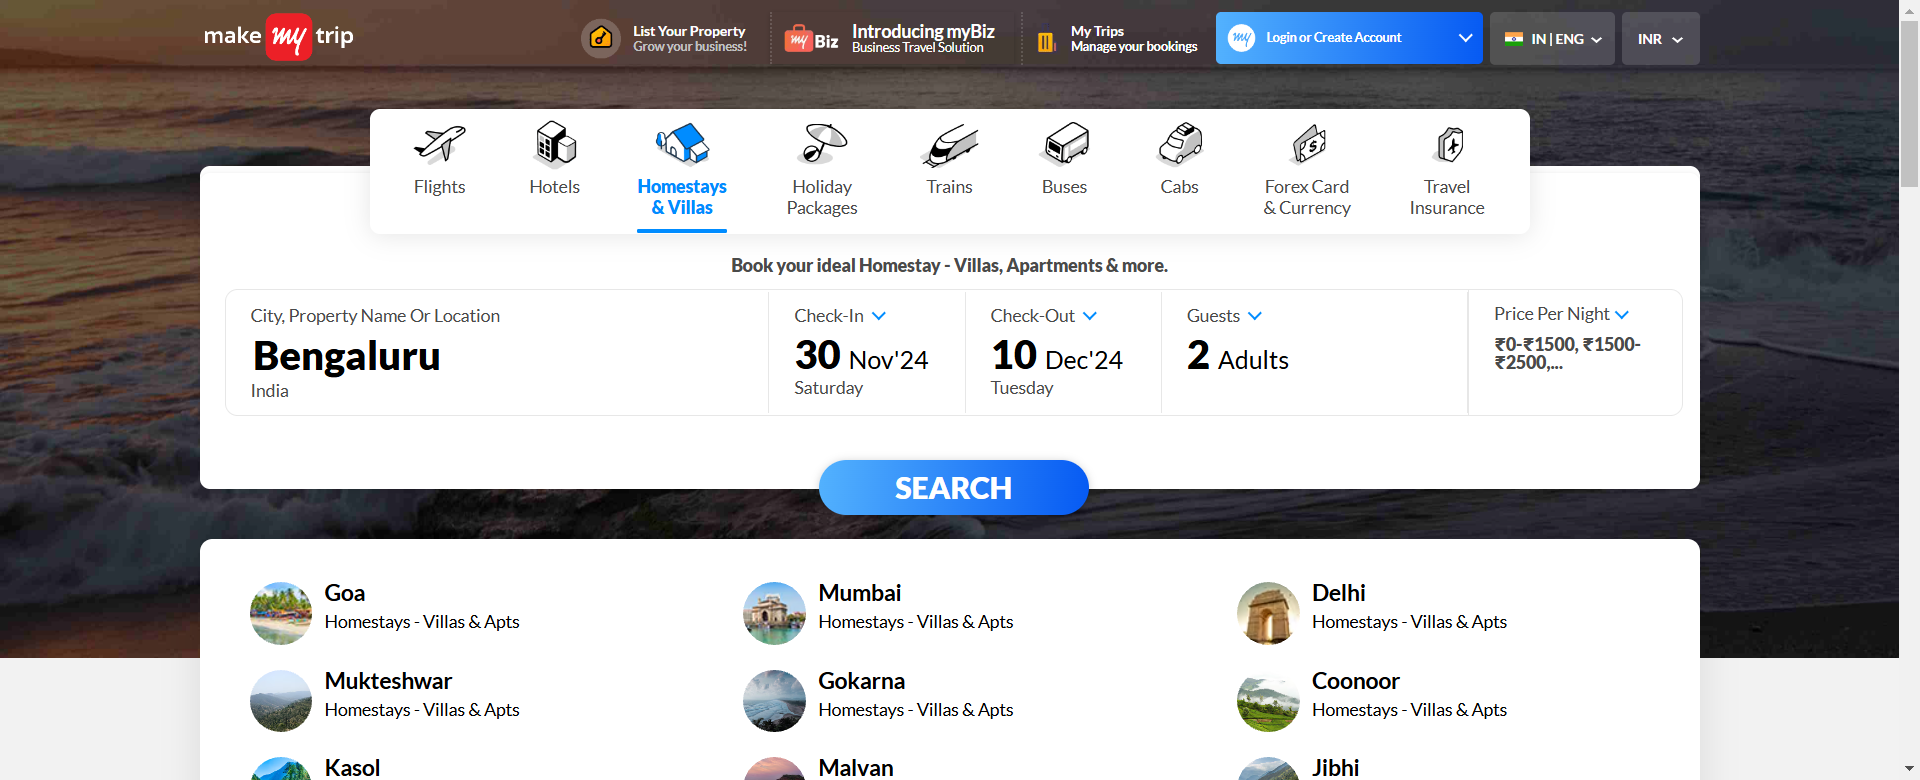 make my trip
List Your Property
Grow your business!
my Biz
Introducing myBiz
Business Travel Solution
My Trips
Manage your bookings
my Login or Create Account
IN | ENG
INR
Flights
Hotels
Homestays
& Villas
Holiday
Packages
Trains
Buses
Cabs
Forex Card
& Currency
Travel
Insurance
Book your ideal Homestay - Villas, Apartments & more.
City, Property Name Or Location
Bengaluru
India
Check-In
30 Nov'24
Saturday
Check-Out
10 Dec'24
Tuesday
Guests
2 Adults
Price Per Night
₹0-₹1500, ₹1500-
₹2500,...
SEARCH
Goa
Homestays - Villas & Apts
Mumbai
Homestays - Villas & Apts
Delhi
Homestays - Villas & Apts
Mukteshwar
Homestays - Villas & Apts
Gokarna
Homestays - Villas & Apts
Coonoor
Homestays - Villas & Apts
Kasol
Malvan
Jibhi